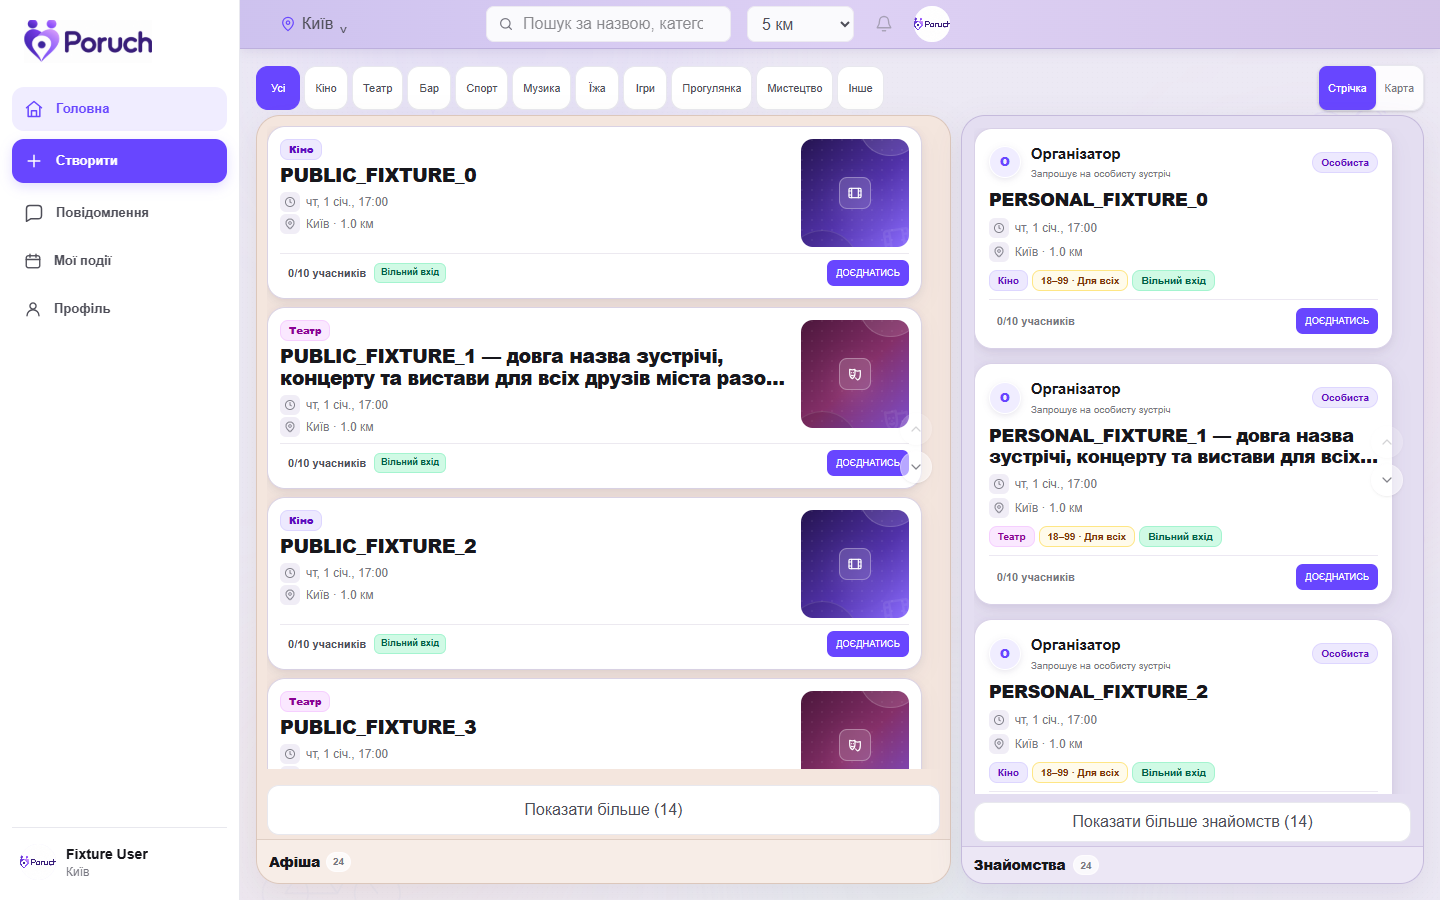 Poruch
Головна
Створити
Повідомлення
Мої події
Профіль
Poruch
Fixture User
Київ
Київ
Пошук за назвою, катего
5 км
Poruch
Усі
Кіно
Театр
Бар
Спорт
Музика
Їжа
Ігри
Прогулянка
Мистецтво
Інше
Стрічка
Карта
Кіно
PUBLIC_FIXTURE_0
чт, 1 січ., 17:00
Київ · 1.0 км
0/10 учасників
Вільний вхід
ДОЄДНАТИСЬ
Театр
PUBLIC_FIXTURE_1 — довга назва зустрічі,
концерту та вистави для всіх друзів міста разо...
чт, 1 січ., 17:00
Київ · 1.0 км
0/10 учасників
Вільний вхід
ДОЄДНАТИСЬ
Кіно
PUBLIC_FIXTURE_2
чт, 1 січ., 17:00
Київ · 1.0 км
0/10 учасників
Вільний вхід
ДОЄДНАТИСЬ
Театр
PUBLIC_FIXTURE_3
чт, 1 січ., 17:00
Показати більше (14)
Афіша 24
О
Організатор
Запрошує на особисту зустріч
Особиста
PERSONAL_FIXTURE_0
чт, 1 січ., 17:00
Київ · 1.0 км
Кіно
18–99 · Для всіх
Вільний вхід
0/10 учасників
ДОЄДНАТИСЬ
О
Організатор
Запрошує на особисту зустріч
Особиста
PERSONAL_FIXTURE_1 — довга назва
зустрічі, концерту та вистави для всіх...
чт, 1 січ., 17:00
Київ · 1.0 км
Театр
18–99 · Для всіх
Вільний вхід
0/10 учасників
ДОЄДНАТИСЬ
О
Організатор
Запрошує на особисту зустріч
Особиста
PERSONAL_FIXTURE_2
чт, 1 січ., 17:00
Київ · 1.0 км
Кіно
18–99 · Для всіх
Вільний вхід
Показати більше знайомств (14)
Знайомства 24